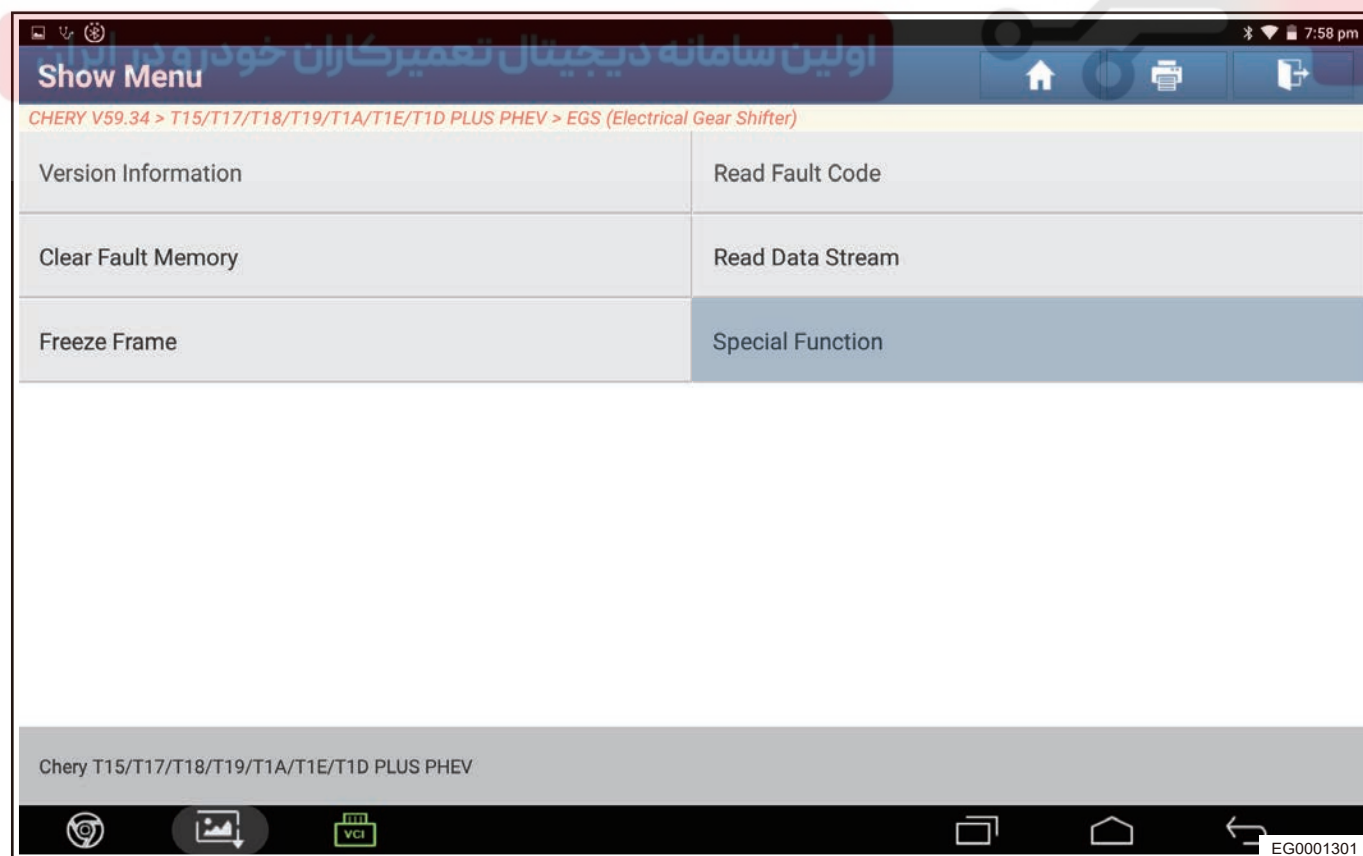 7:58 pm
اولین سامانه دیجیتال تعمیرکاران خودرو در ایران
Show Menu
CHERY V59.34 > T15/T17/T18/T19/T1A/T1E/T1D PLUS PHEV > EGS (Electrical Gear Shifter)
Version Information
Read Fault Code
Clear Fault Memory
Read Data Stream
Freeze Frame
Special Function
Chery T15/T17/T18/T19/T1A/T1E/T1D PLUS PHEV
VCI
EG0001301